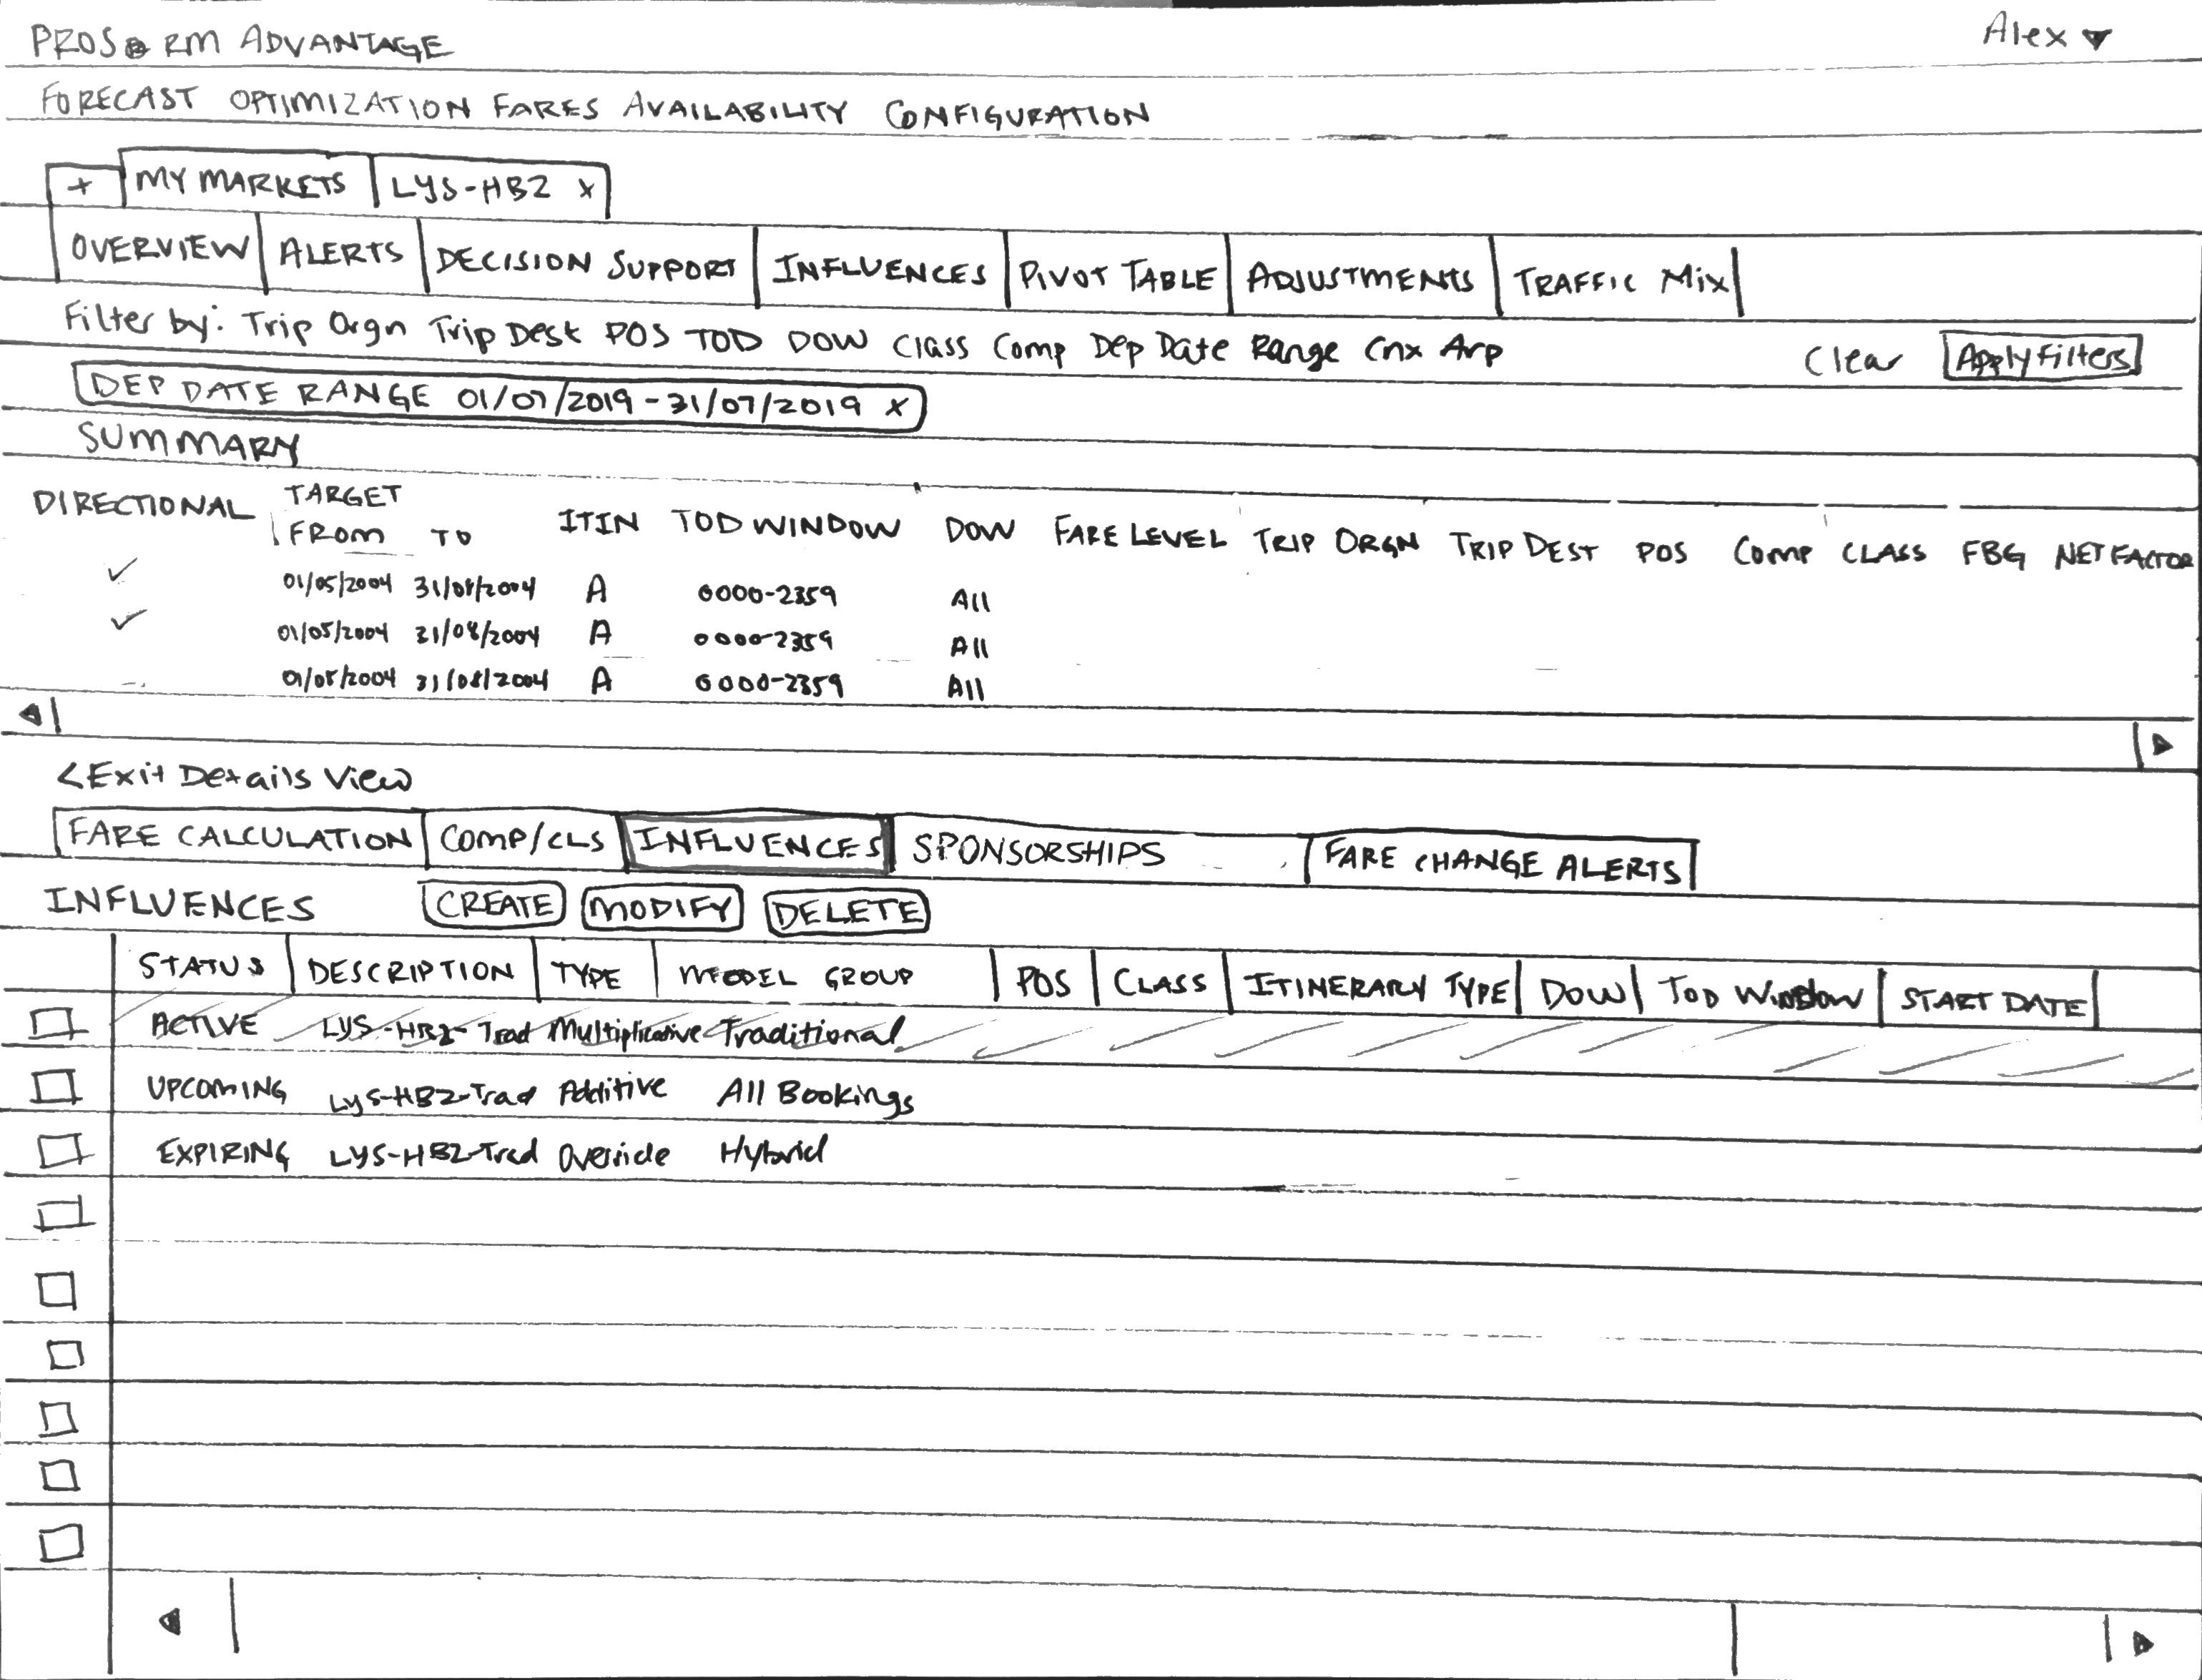 PROS RM ADVANTAGE Alex
FORECAST OPTIMIZATION FARES AVAILABILITY CONFIGURATION
+ MY MARKETS LYS-HBZ x
OVERVIEW ALERTS DECISION SUPPORT INFLUENCES PIVOT TABLE ADJUSTMENTS TRAFFIC MIX
Filter by: Trip Orgn Trip Dest POS TOD DOW Class Comp Dep Date Range Cnx Arp Clear Apply Filters
DEP DATE RANGE 01/07/2019-31/07/2019 x
SUMMARY
DIRECTIONAL TARGET
FROM TO ITIN TOD WINDOW DOW FARE LEVEL TRIP ORGN TRIP DEST POS Comp CLASS FBG NET FACTOR
01/05/2004 31/08/2004 A 0000-2359 All
01/05/2004 31/08/2004 A 0000-2359 All
01/05/2004 31/08/2004 A 0000-2359 All
<Exit Details View
FARE CALCULATION COMP/CLS INFLUENCES SPONSORSHIPS FARE CHANGE ALERTS
INFLUENCES CREATE MODIFY DELETE
STATUS DESCRIPTION TYPE MODEL GROUP POS CLASS ITINERARY TYPE DOW TOD Window START DATE
ACTIVE LYS-HBZ-Trad Multiplicative Traditional
UPCOMING LYS-HBZ-Trad Additive All Bookings
EXPIRING LYS-HBZ-Trad Override Hybrid